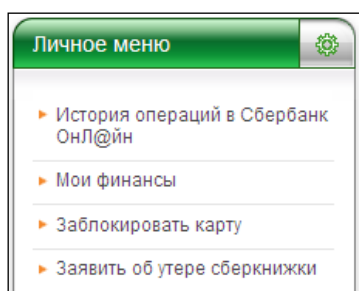 Личное меню
История операций в Сбербанк
ОнЛ@йн
Мои финансы
Заблокировать карту
Заявить об утере сберкнижки